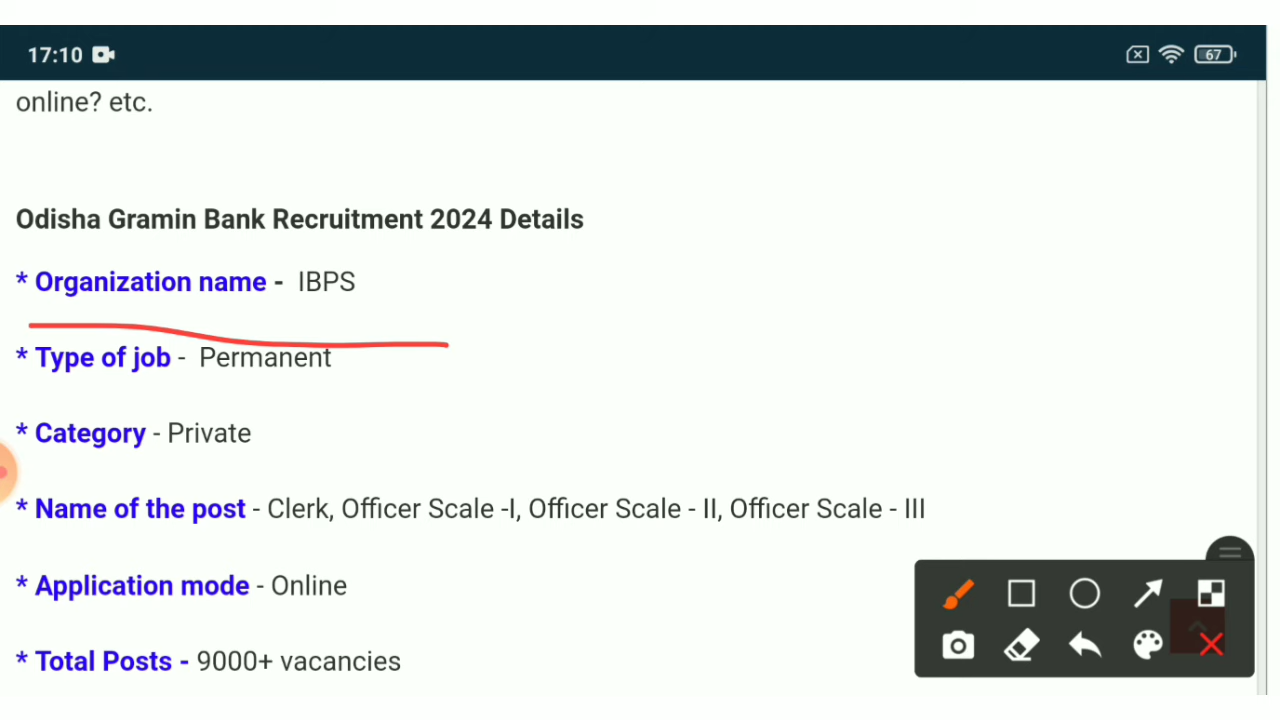 17:10
67
online? etc.
Odisha Gramin Bank Recruitment 2024 Details
* Organization name - IBPS
* Type of job - Permanent
* Category - Private
* Name of the post - Clerk, Officer Scale -I, Officer Scale - II, Officer Scale - III
* Application mode - Online
* Total Posts - 9000+ vacancies